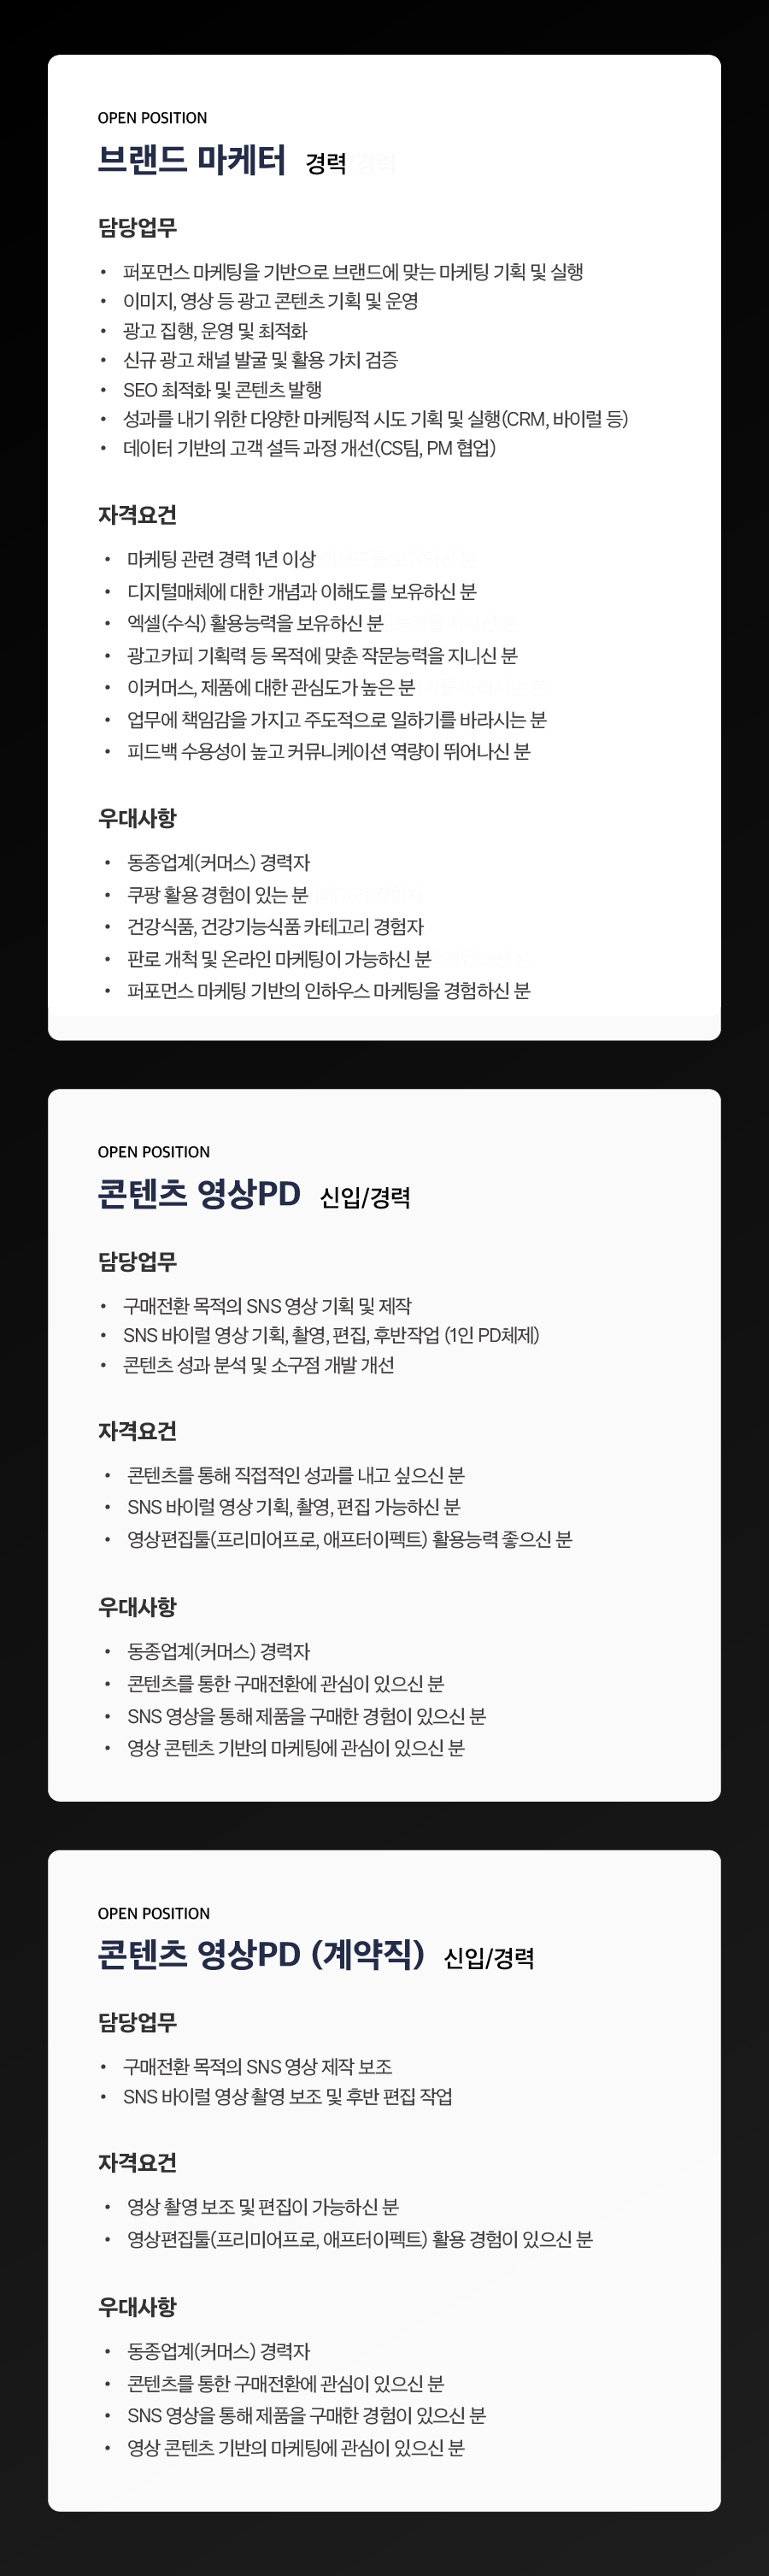 OPEN POSITION
브랜드 마케터 경력
담당업무
• 퍼포먼스 마케팅을 기반으로 브랜드에 맞는 마케팅 기획 및 실행
• 이미지, 영상 등 광고 콘텐츠 기획 및 운영
• 광고 집행, 운영 및 최적화
• 신규 광고 채널 발굴 및 활용 가치 검증
• SEO 최적화 및 콘텐츠 발행
• 성과를 내기 위한 다양한 마케팅적 시도 기획 및 실행(CRM, 바이럴 등)
• 데이터 기반의 고객 설득 과정 개선(CS팀, PM 협업)
자격요건
• 마케팅 관련 경력 1년 이상
• 디지털매체에 대한 개념과 이해도를 보유하신 분
• 엑셀(수식) 활용능력을 보유하신 분
• 광고카피 기획력 등 목적에 맞춘 작문능력을 지니신 분
• 이커머스, 제품에 대한 관심도가 높은 분
• 업무에 책임감을 가지고 주도적으로 일하기를 바라시는 분
• 피드백 수용성이 높고 커뮤니케이션 역량이 뛰어나신 분
우대사항
• 동종업계(커머스) 경력자
• 쿠팡 활용 경험이 있는 분
• 건강식품, 건강기능식품 카테고리 경험자
• 판로 개척 및 온라인 마케팅이 가능하신 분
• 퍼포먼스 마케팅 기반의 인하우스 마케팅을 경험하신 분
OPEN POSITION
콘텐츠 영상PD 신입/경력
담당업무
• 구매전환 목적의 SNS 영상 기획 및 제작
• SNS 바이럴 영상 기획, 촬영, 편집, 후반작업 (1인 PD체제)
• 콘텐츠 성과 분석 및 소구점 개발 개선
자격요건
• 콘텐츠를 통해 직접적인 성과를 내고 싶으신 분
• SNS 바이럴 영상 기획, 촬영, 편집 가능하신 분
• 영상편집툴(프리미어프로, 애프터이펙트) 활용능력 좋으신 분
우대사항
• 동종업계(커머스) 경력자
• 콘텐츠를 통한 구매전환에 관심이 있으신 분
• SNS 영상을 통해 제품을 구매한 경험이 있으신 분
• 영상 콘텐츠 기반의 마케팅에 관심이 있으신 분
OPEN POSITION
콘텐츠 영상PD (계약직) 신입/경력
담당업무
• 구매전환 목적의 SNS 영상 제작 보조
• SNS 바이럴 영상 촬영 보조 및 후반 편집 작업
자격요건
• 영상 촬영 보조 및 편집이 가능하신 분
• 영상편집툴(프리미어프로, 애프터이펙트) 활용 경험이 있으신 분
우대사항
• 동종업계(커머스) 경력자
• 콘텐츠를 통한 구매전환에 관심이 있으신 분
• SNS 영상을 통해 제품을 구매한 경험이 있으신 분
• 영상 콘텐츠 기반의 마케팅에 관심이 있으신 분